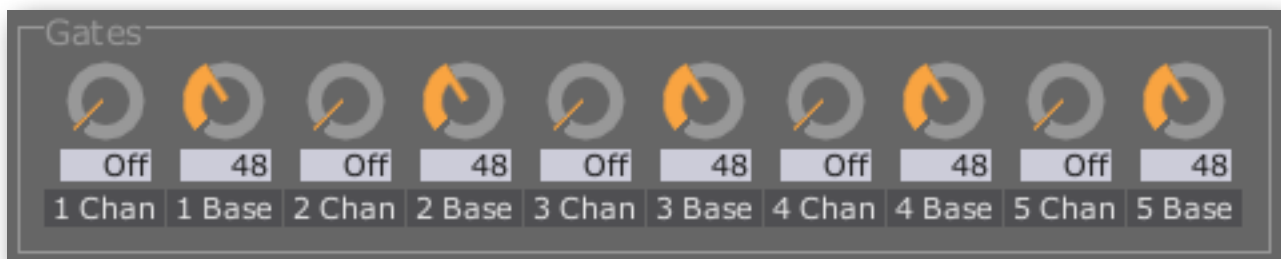 Gates
Off 48 Off 48 Off 48 Off 48 Off 48
1 Chan 1 Base 2 Chan 2 Base 3 Chan 3 Base 4 Chan 4 Base 5 Chan 5 Base